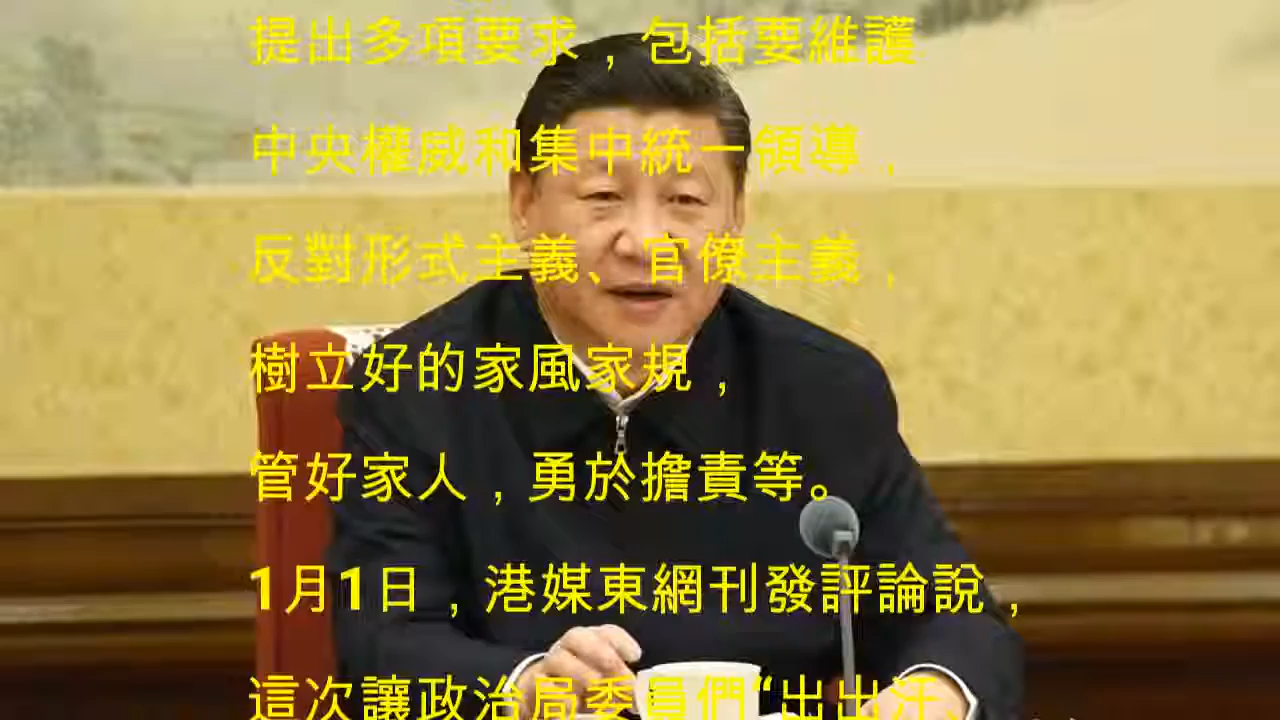 提出多項要求，包括要維護
中央權威和集中統一領導，
反對形式主義、官僚主義，
樹立好的家風家規，
管好家人，勇於擔責等。
1月1日，港媒東網刊發評論說，
這次讓政治局委員們“出出汗、